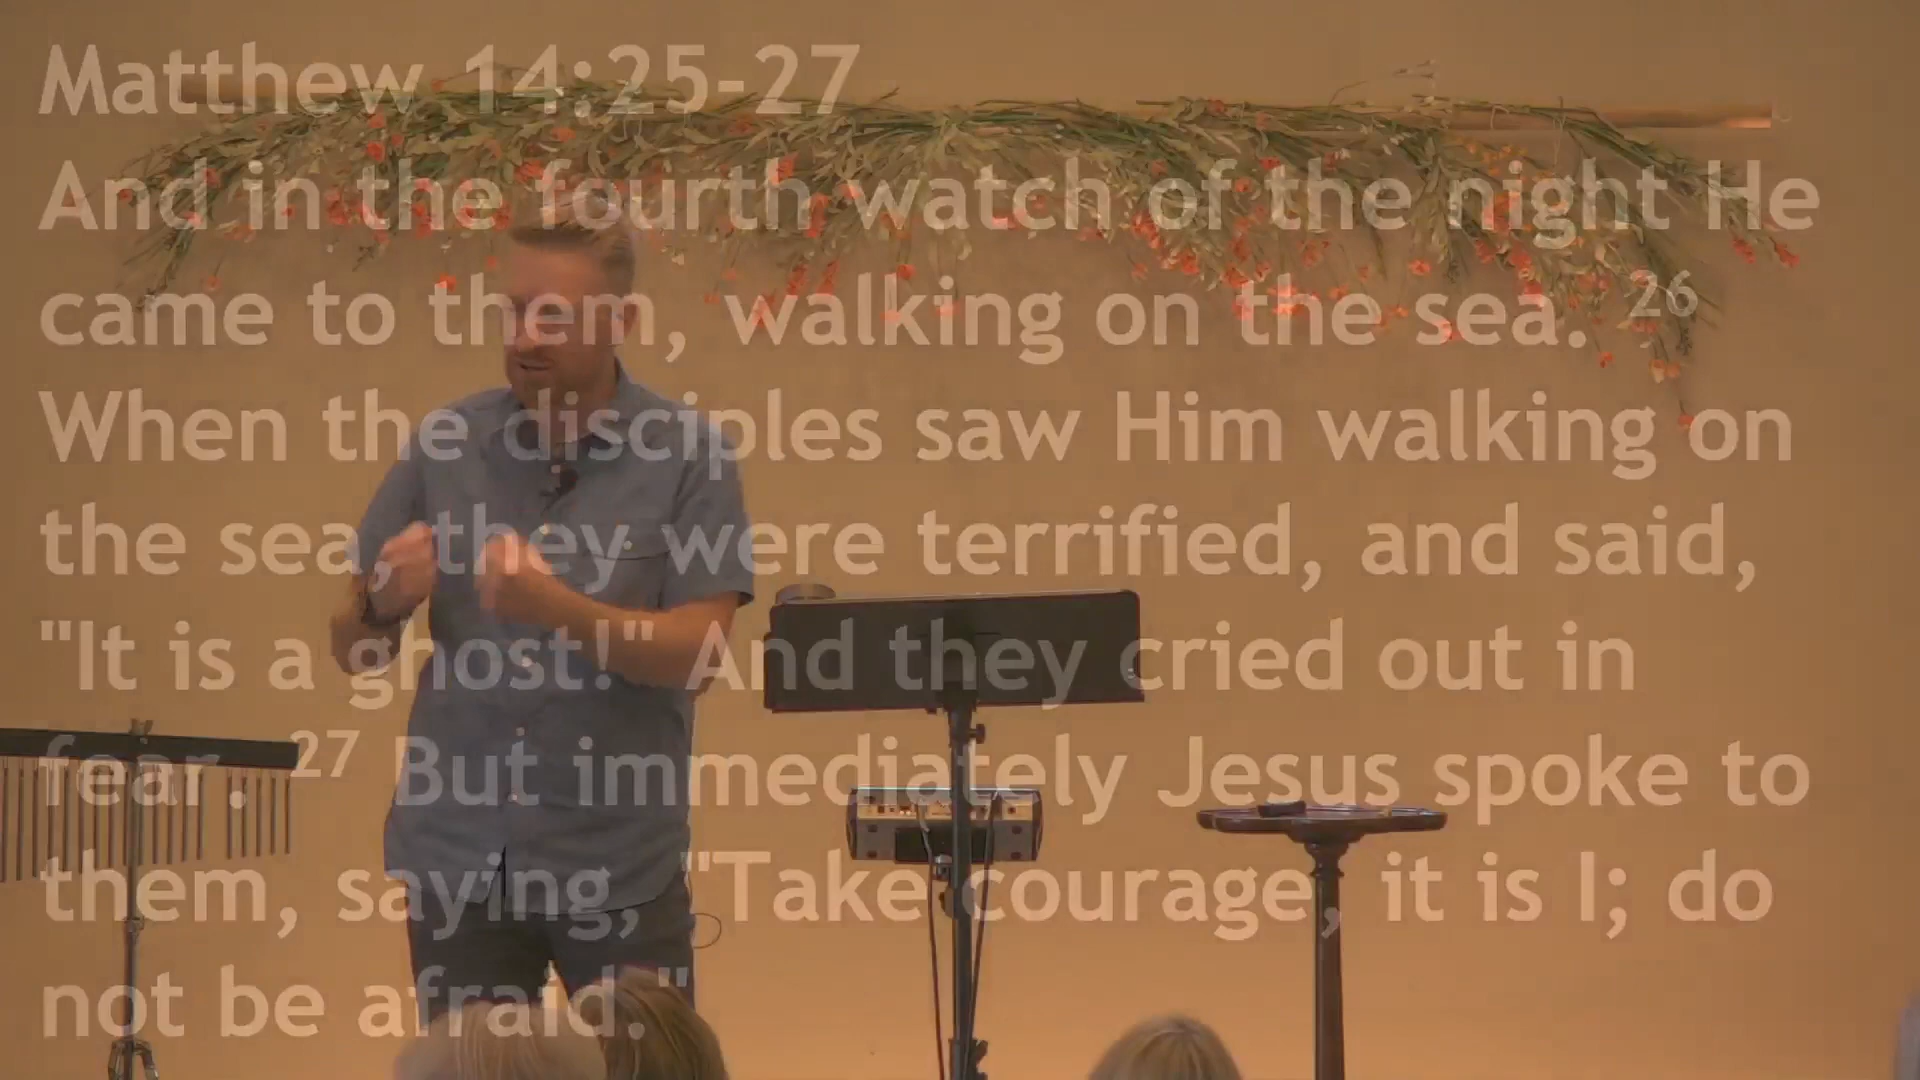 Matthew 14:25-27
And in the fourth watch of the night He
came to them, walking on the sea. 26
When the disciples saw Him walking on
the sea, they were terrified, and said,
"It is a ghost!" And they cried out in
fear. 27 But immediately Jesus spoke to
them, saying, "Take courage, it is I; do
not be afraid."